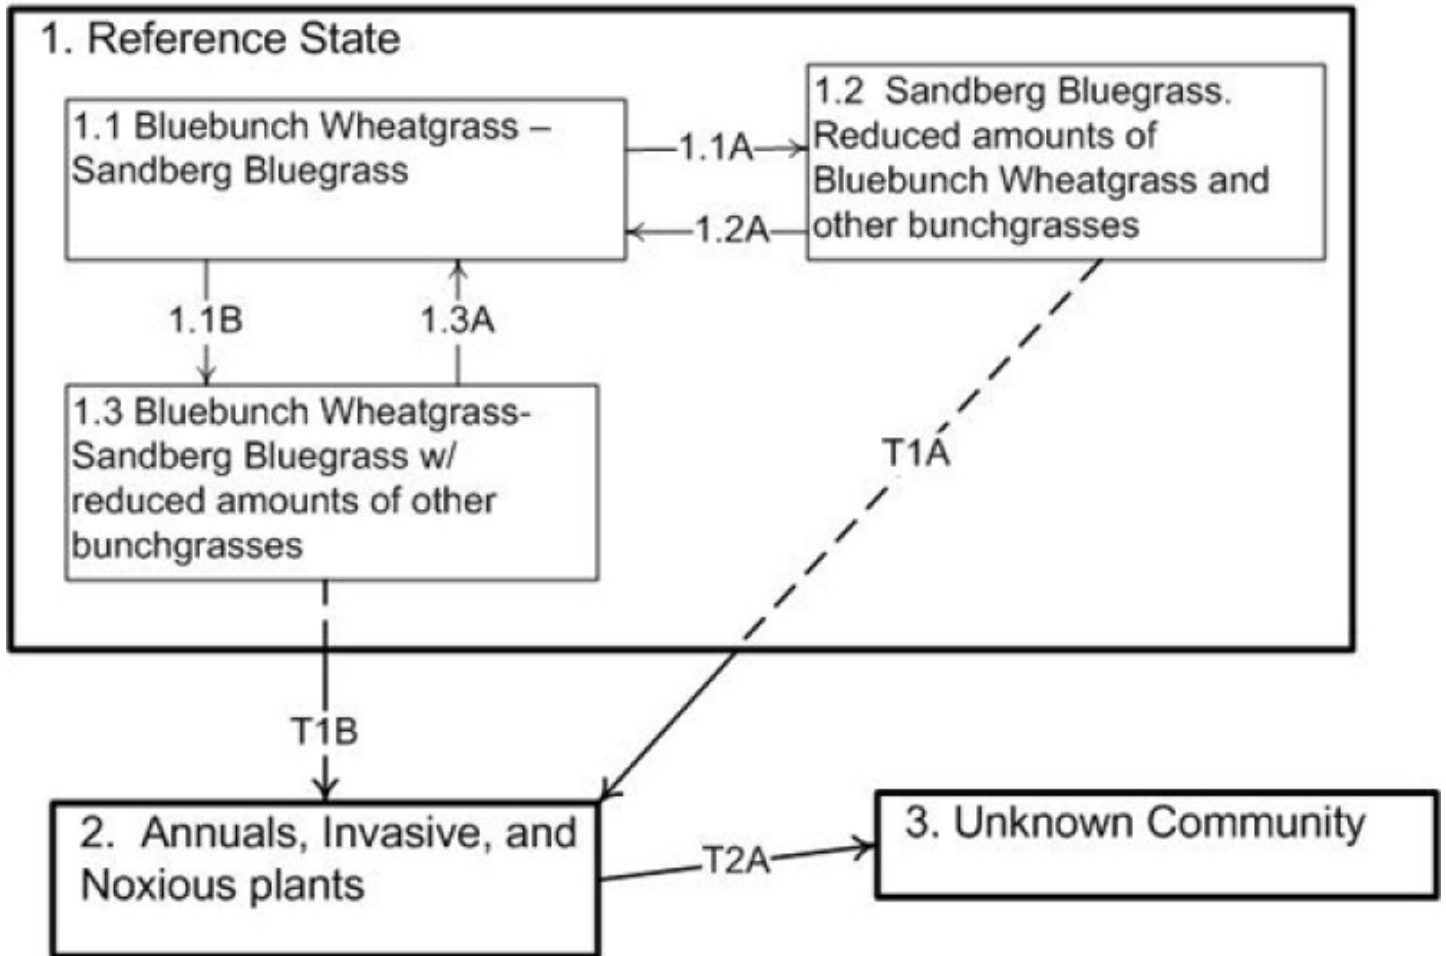 1. Reference State
1.1 Bluebunch Wheatgrass –
Sandberg Bluegrass
1.1A
1.2 Sandberg Bluegrass.
Reduced amounts of
Bluebunch Wheatgrass and
other bunchgrasses
1.2A
1.1B
1.3A
1.3 Bluebunch Wheatgrass-
Sandberg Bluegrass w/
reduced amounts of other
bunchgrasses
T1A
T1B
2. Annuals, Invasive, and
Noxious plants
T2A
3. Unknown Community